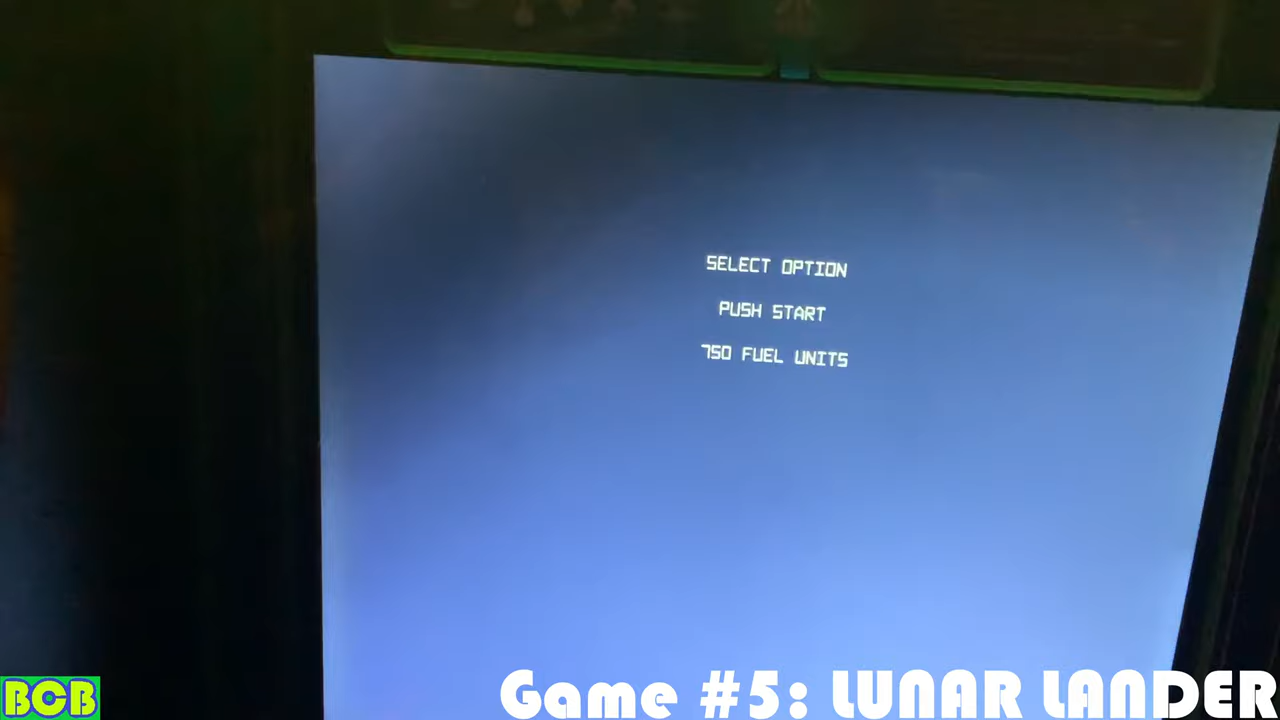 SELECT OPTION
PUSH START
750 FUEL UNITS
BCB
Game #5: LUNAR LANDER